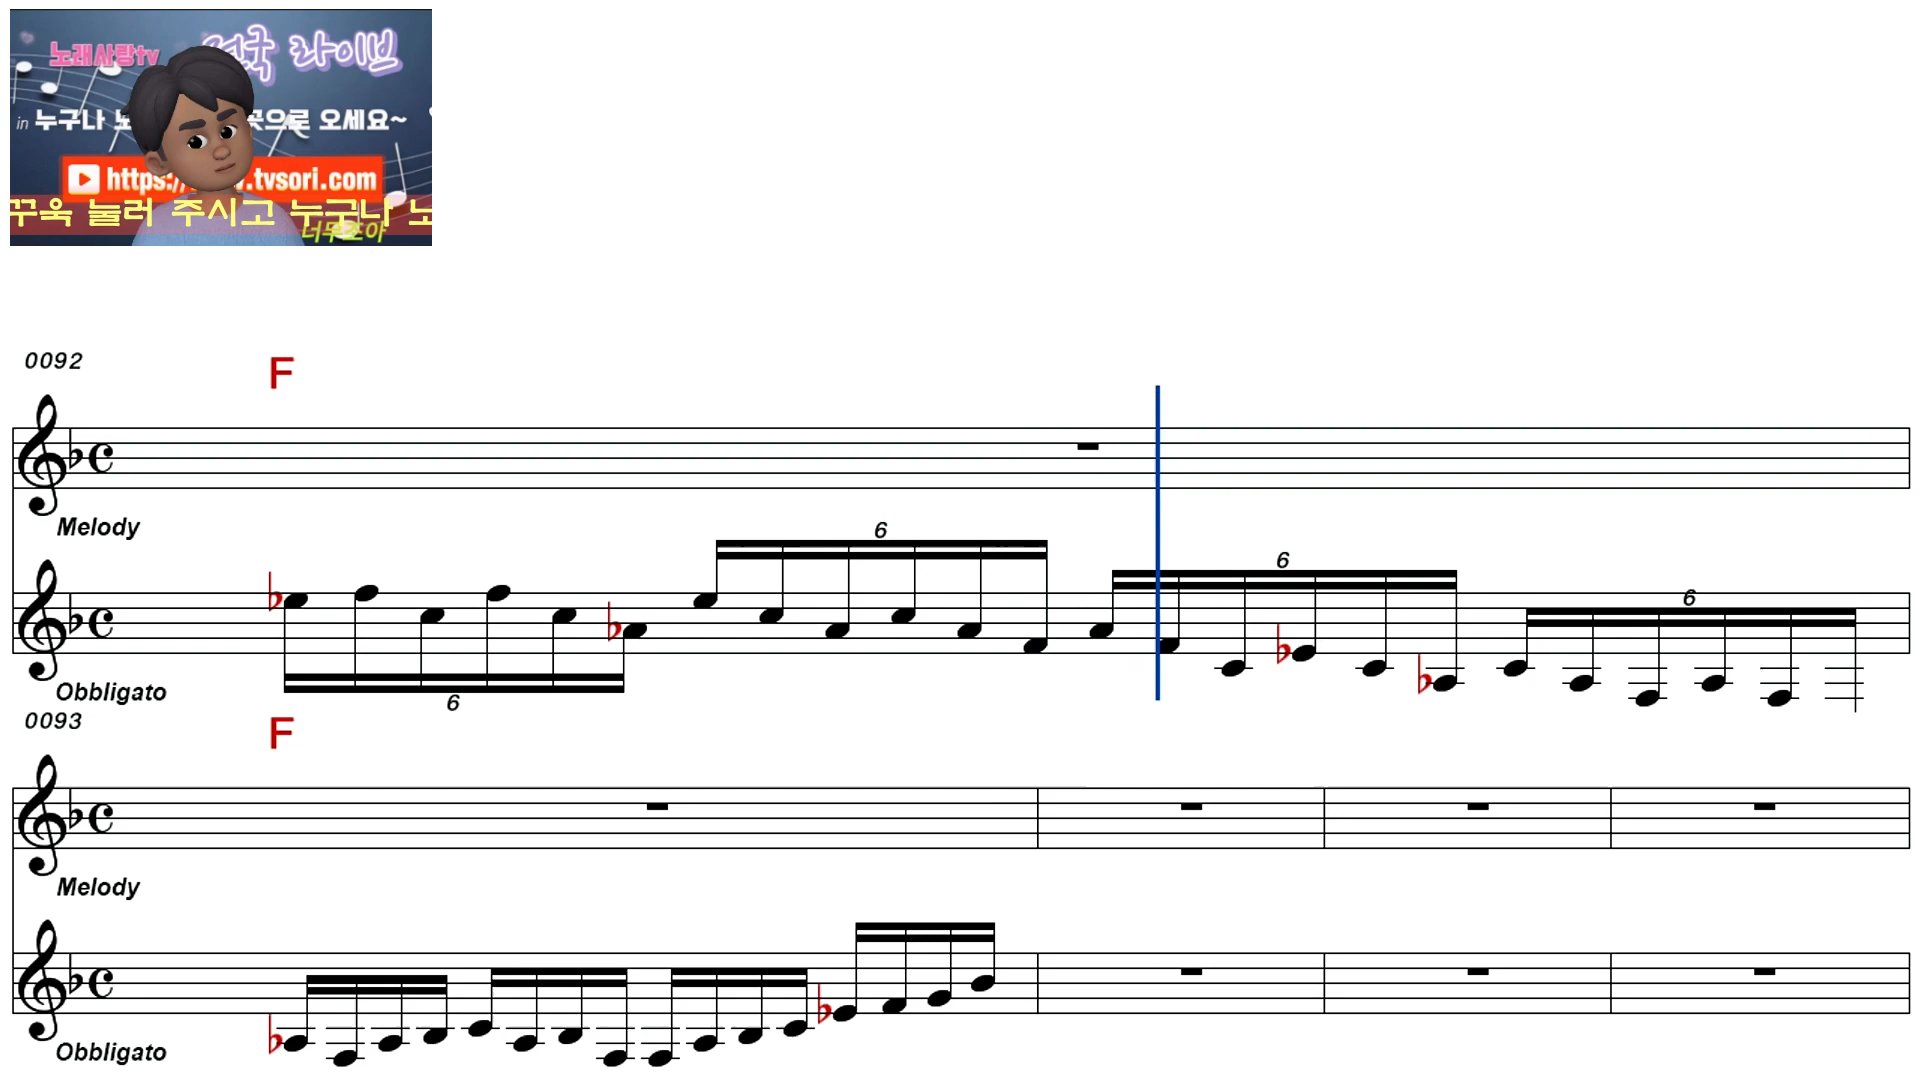 노래사랑tv 라이브
in 누구나 오세요~
https:// .tvsori.com
꾸욱 눌러 주시고 누구나
너무조아
0092
F
Melody
6
6
6
6
Obbligato
0093
F
Melody
Obbligato